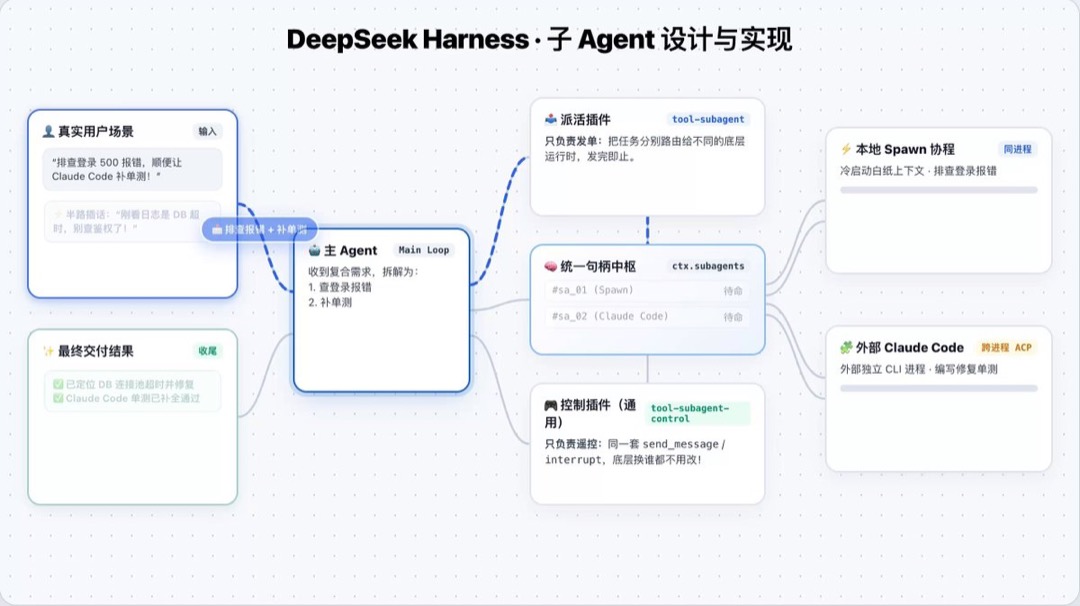 DeepSeek Harness · 子 Agent 设计与实现
👤 真实用户场景 输入
“排查登录 500 报错，顺便让
Claude Code 补单测！”
半路插话：“刚看日志是 DB 超
时，别查鉴权了！”
排查报错 + 补单测
✨ 最终交付结果 收尾
✅ 已定位 DB 连接池超时并修复
✅ Claude Code 单测已补全通过
🤖 主 Agent Main Loop
收到复合需求，拆解为：
1. 查登录报错
2. 补单测
📥 派活插件 tool-subagent
只负责发单：把任务分别路由给不同的底层
运行时，发完即止。
🧠 统一句柄中枢 ctx.subagents
#sa_01 (Spawn) 待命
#sa_02 (Claude Code) 待命
🎮 控制插件（通
用）
tool-subagent-
control
只负责遥控：同一套 send_message /
interrupt，底层换谁都不用改！
⚡ 本地 Spawn 协程 同进程
冷启动白纸上下文 · 排查登录报错
🧩 外部 Claude Code 跨进程 ACP
外部独立 CLI 进程 · 编写修复单测